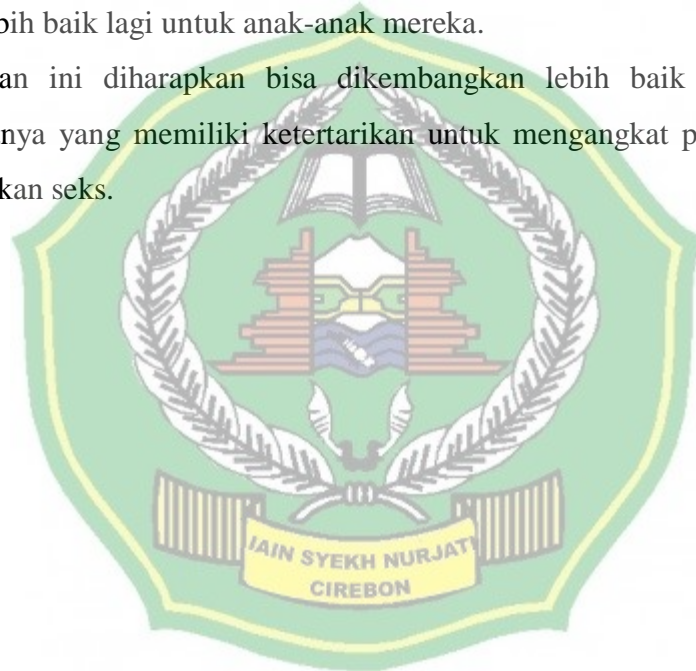 bih baik lagi untuk anak-anak mereka.
an ini diharapkan bisa dikembangkan lebih baik
nya yang memiliki ketertarikan untuk mengangkat p
kan seks.
IAIN SYEKH NURJATI
CIREBON